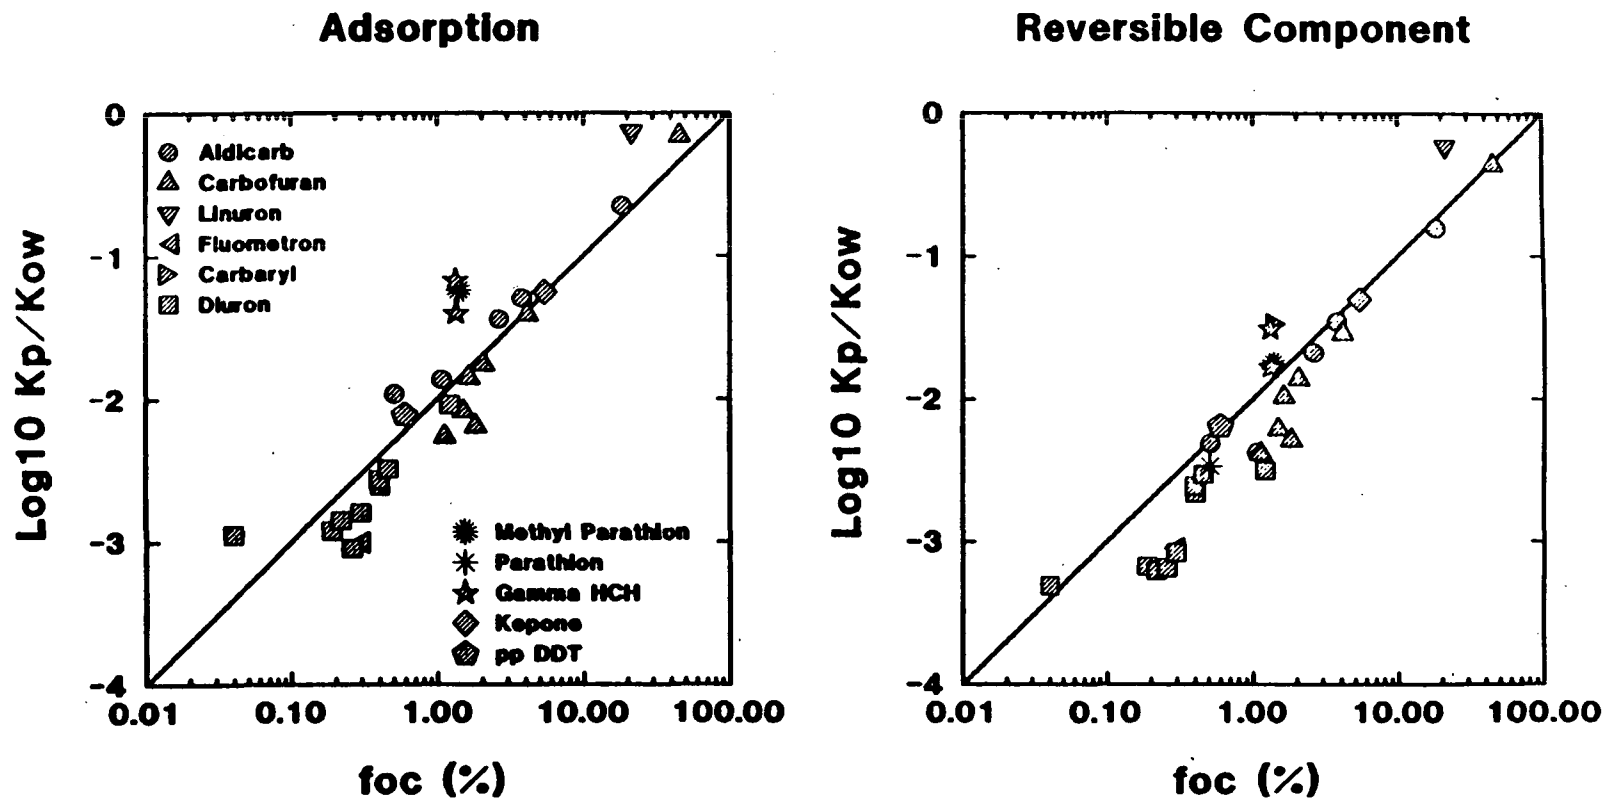 Adsorption
Reversible Component
Log10 Kp/Kow
0
-1
-2
-3
-4
Aldicarb
Carbofuran
Linuron
Fluometron
Carbaryl
Diuron
Methyl Parathion
Parathion
Gamma HCH
Kepone
pp DDT
0.01 0.10 1.00 10.00 100.00
foc (%)
Log10 Kp/Kow
0
-1
-2
-3
-4
0.01 0.10 1.00 10.00 100.00
foc (%)